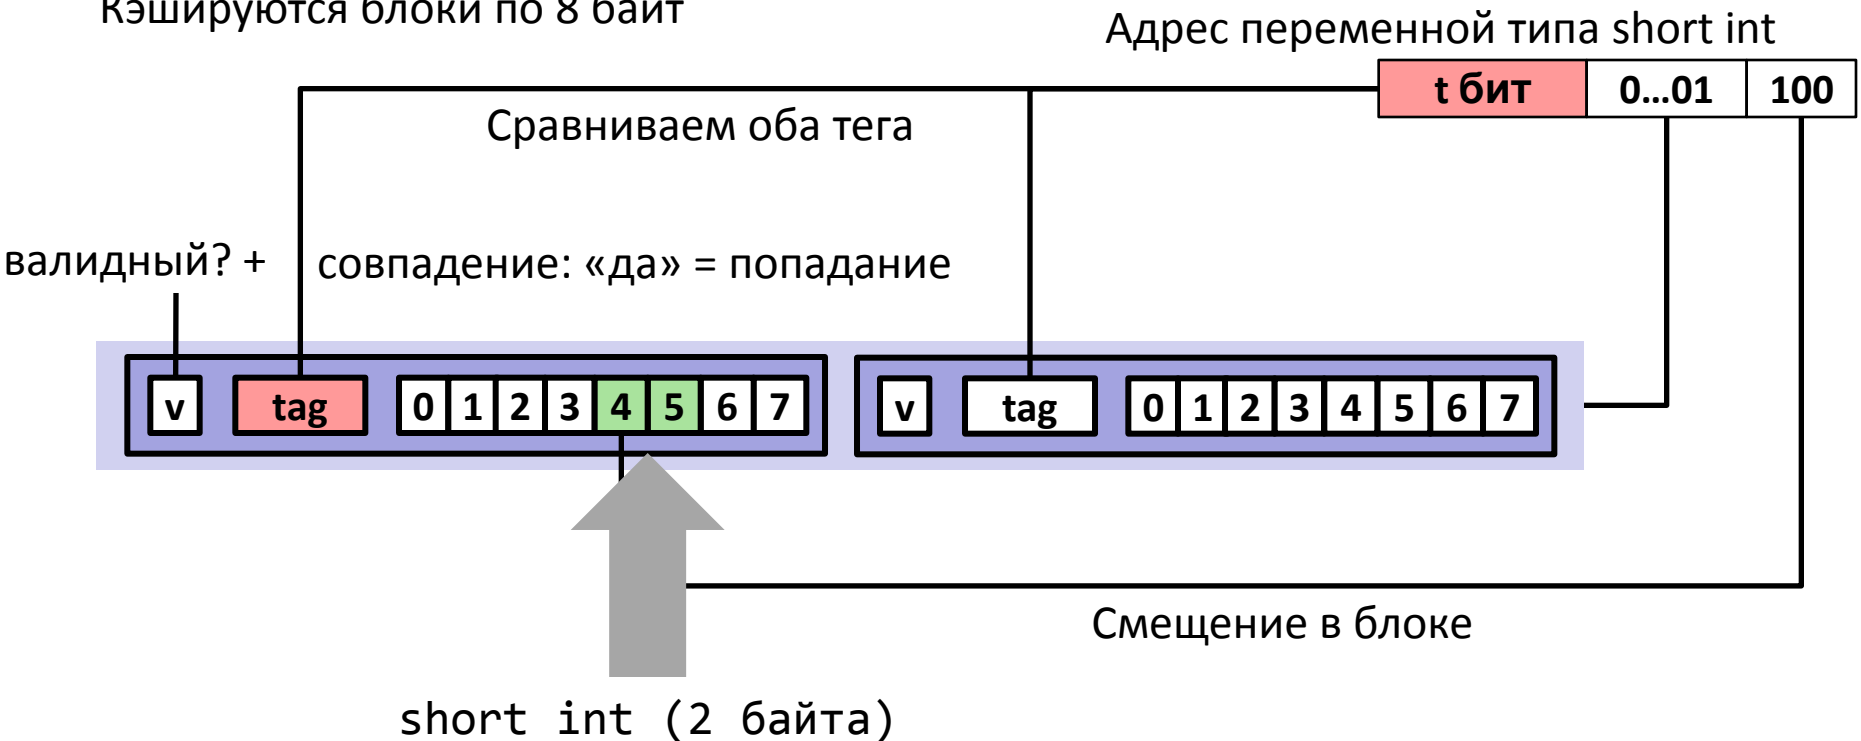 Кэшируются блоки по 8 байт
Адрес переменной типа short int
t бит 0...01 100
Сравниваем оба тега
валидный? + совпадение: «да» = попадание
v tag 0 1 2 3 4 5 6 7 v tag 0 1 2 3 4 5 6 7
Смещение в блоке
short int (2 байта)